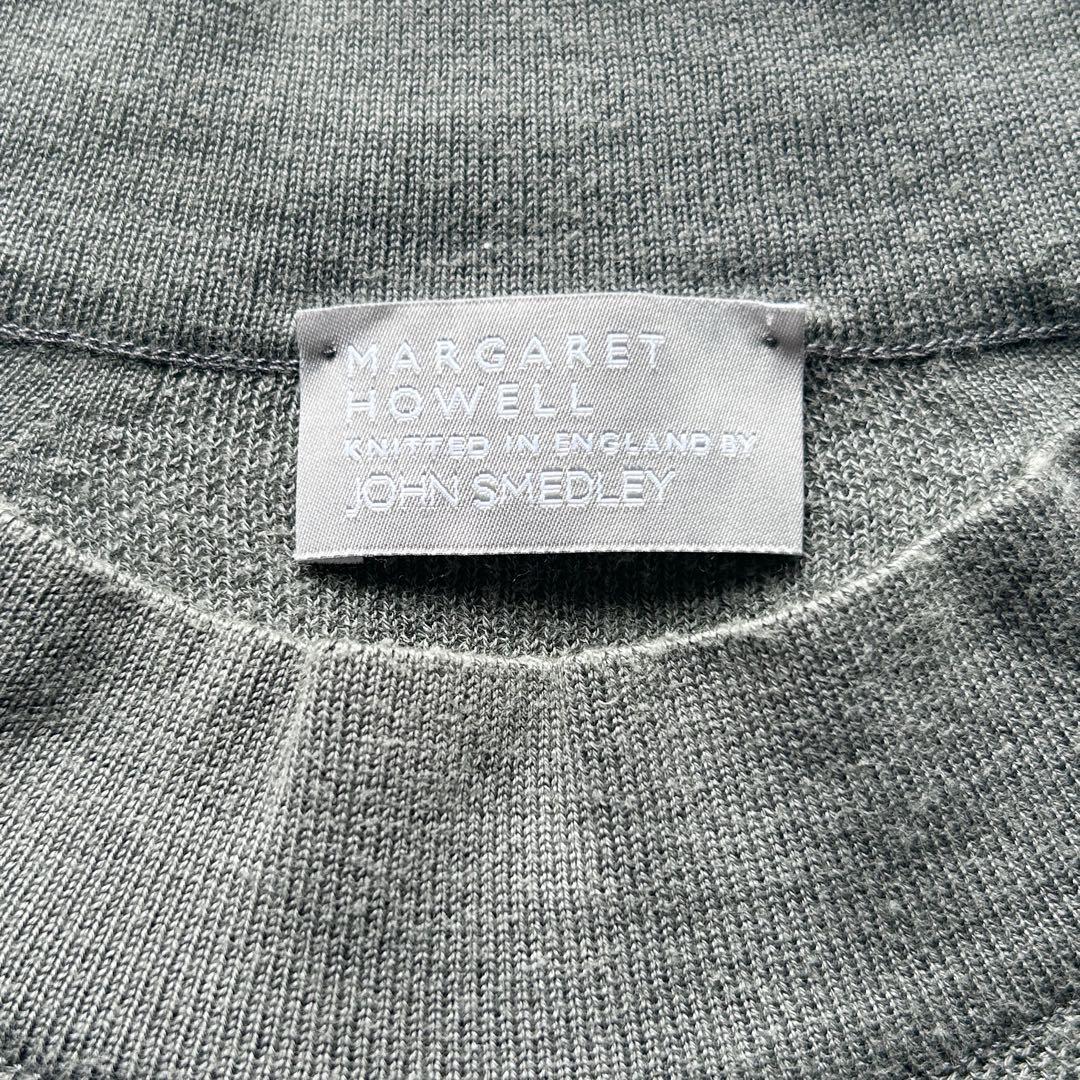 MARGARET
HOWELL
KNITTED IN ENGLAND BY
JOHN SMEDLEY